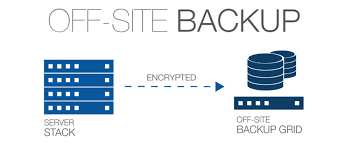 OFF-SITE BACKUP
ENCRYPTED
SERVER
STACK
OFF-SITE
BACKUP GRID